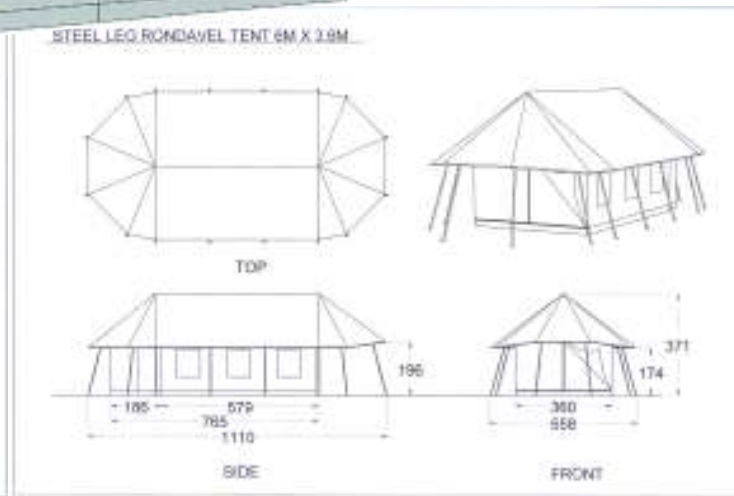 STEEL LEG RONDAVEL TENT 6M X 3.6M
TOP
196
185 579
765
1110
SIDE
371
174
360
558
FRONT